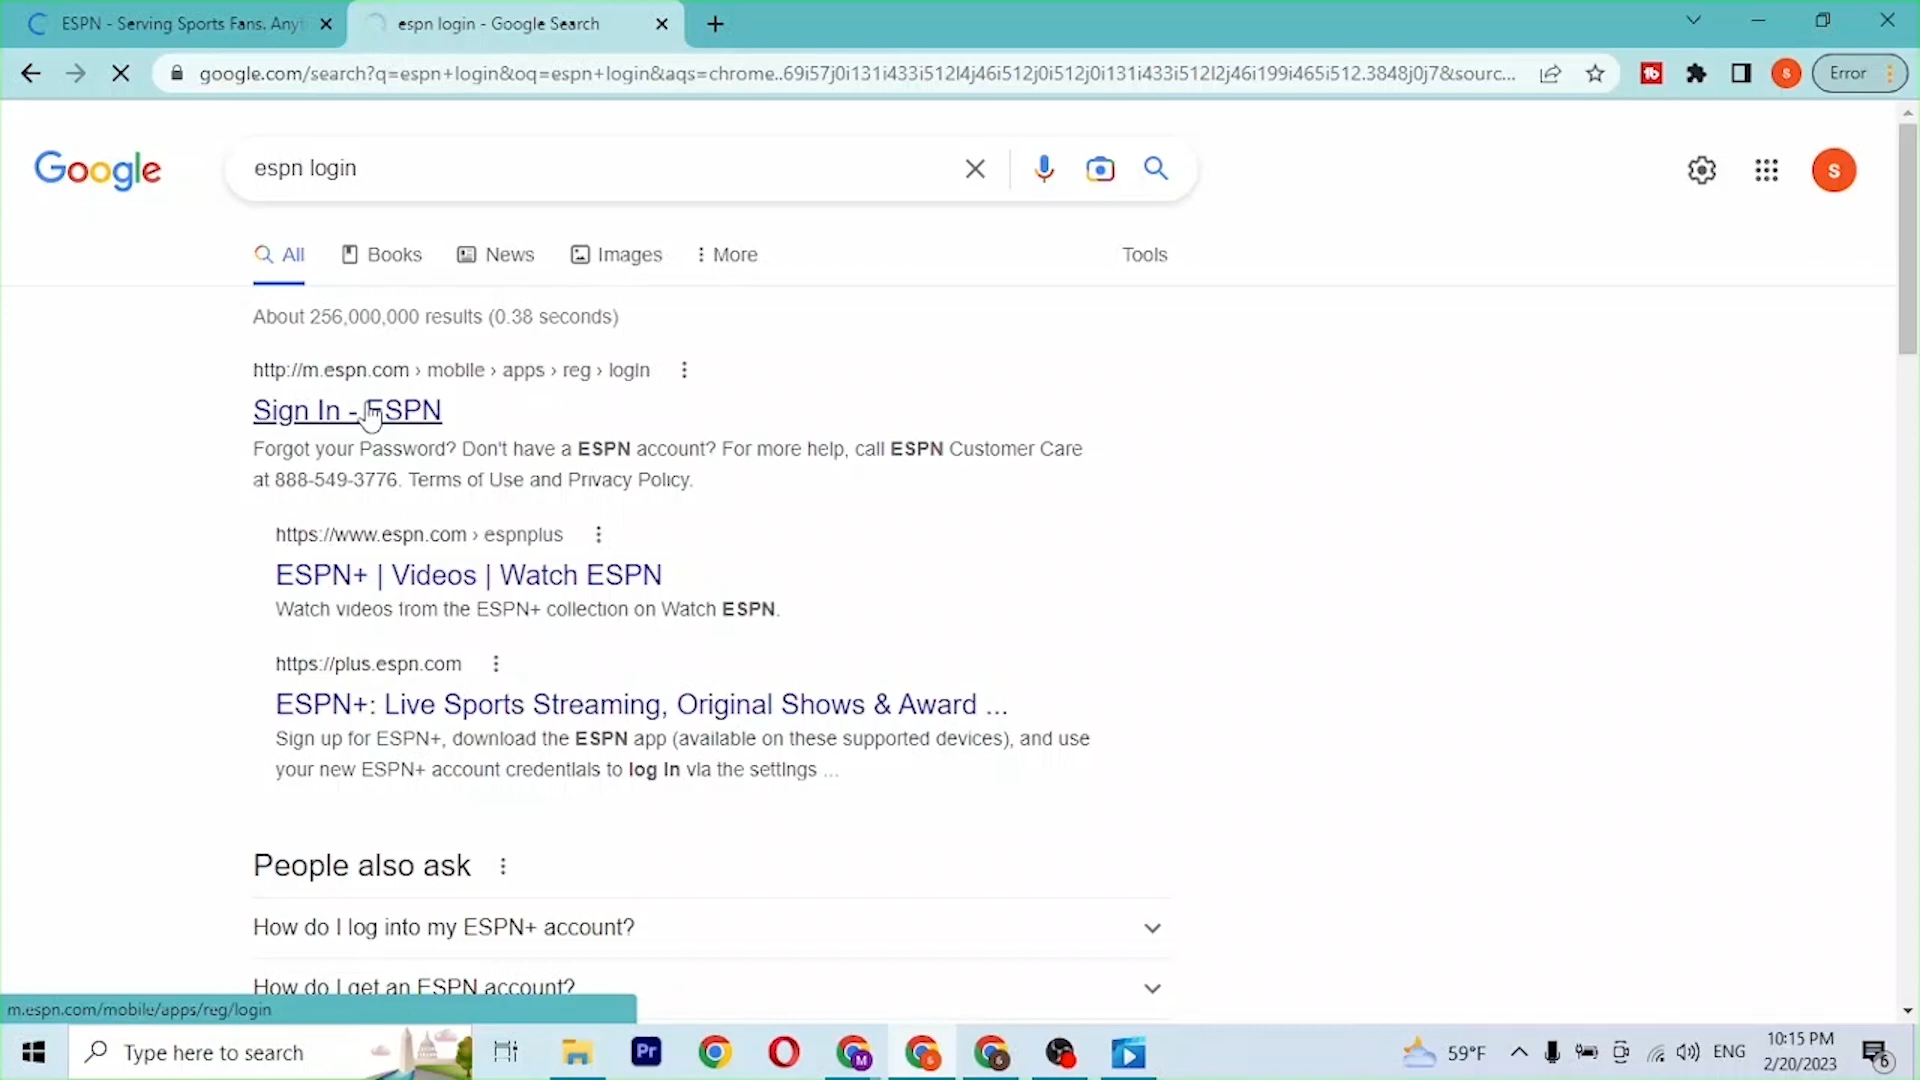 ESPN - Serving Sports Fans. Anyt
espn login - Google Search
google.com/search?q=espn+login&oq=espn+login&aqs=chrome..69i57j0i131i433i512l4j46i512j0i512j0i131i433i512l2j46i199i465i512.3848j0j7&sourc...
S
Error
Google
espn login
S
All
Books
News
Images
More
Tools
About 256,000,000 results (0.38 seconds)
http://m.espn.com › mobile › apps › reg › login
Sign In - ESPN
Forgot your Password? Don't have a ESPN account? For more help, call ESPN Customer Care
at 888-549-3776. Terms of Use and Privacy Policy.
https://www.espn.com › espnplus
ESPN+ | Videos | Watch ESPN
Watch videos from the ESPN+ collection on Watch ESPN.
https://plus.espn.com
ESPN+: Live Sports Streaming, Original Shows & Award ...
Sign up for ESPN+, download the ESPN app (available on these supported devices), and use
your new ESPN+ account credentials to log in via the settings ...
People also ask
How do I log into my ESPN+ account?
How do I get an ESPN account?
m.espn.com/mobile/apps/reg/login
Type here to search
Pr
M
59°F
ENG
10:15 PM
2/20/2023
6